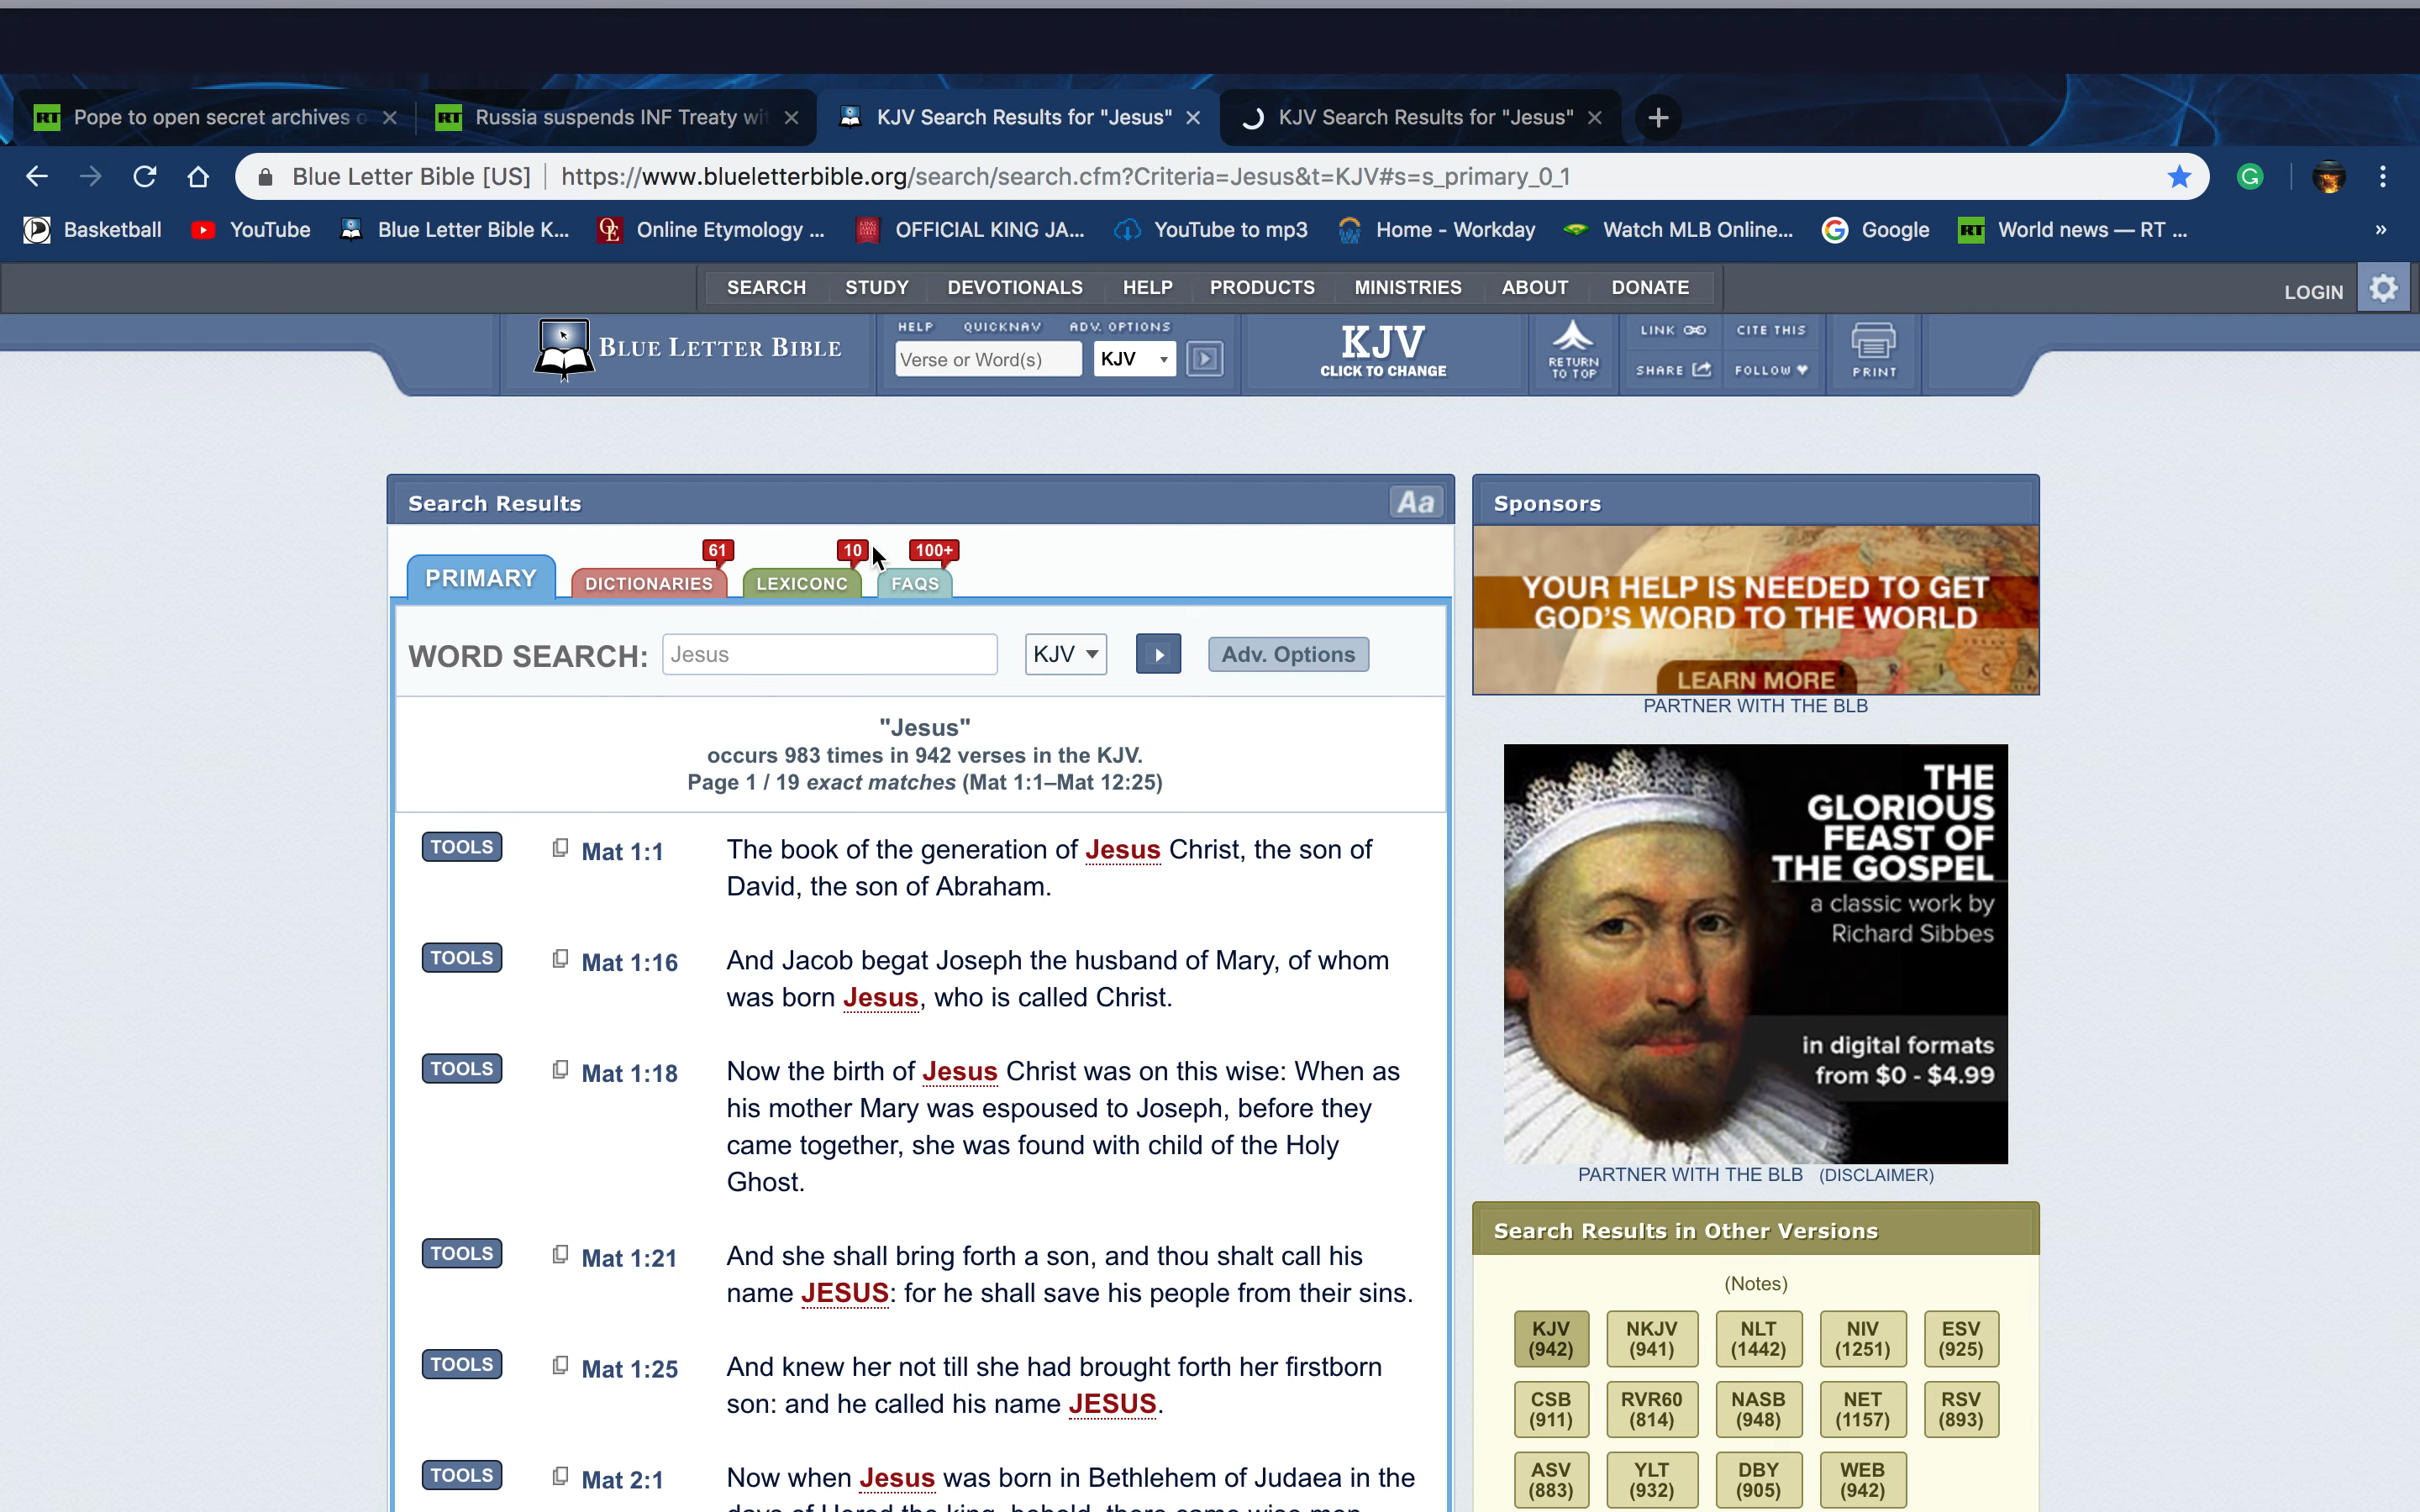 Pope to open secret archives
Russia suspends INF Treaty wit
KJV Search Results for "Jesus"
KJV Search Results for "Jesus"
Blue Letter Bible [US] https://www.blueletterbible.org/search/search.cfm?Criteria=Jesus&t=KJV#s=s_primary_0_1
Basketball YouTube Blue Letter Bible K... Online Etymology ... OFFICIAL KING JA... YouTube to mp3 Home - Workday Watch MLB Online... Google World news — RT ... »
SEARCH STUDY DEVOTIONALS HELP PRODUCTS MINISTRIES ABOUT DONATE
LOGIN
BLUE LETTER BIBLE
HELP QUICKNAV ADV. OPTIONS
Verse or Word(s) KJV
KJV
CLICK TO CHANGE
RETURN
TO TOP
LINK CITE THIS
SHARE FOLLOW
PRINT
Search Results Aa
61 10 100+
PRIMARY DICTIONARIES LEXICONC FAQS
WORD SEARCH: Jesus KJV Adv. Options
"Jesus"
occurs 983 times in 942 verses in the KJV.
Page 1 / 19 exact matches (Mat 1:1–Mat 12:25)
TOOLS Mat 1:1 The book of the generation of Jesus Christ, the son of
David, the son of Abraham.
TOOLS Mat 1:16 And Jacob begat Joseph the husband of Mary, of whom
was born Jesus, who is called Christ.
TOOLS Mat 1:18 Now the birth of Jesus Christ was on this wise: When as
his mother Mary was espoused to Joseph, before they
came together, she was found with child of the Holy
Ghost.
TOOLS Mat 1:21 And she shall bring forth a son, and thou shalt call his
name JESUS: for he shall save his people from their sins.
TOOLS Mat 1:25 And knew her not till she had brought forth her firstborn
son: and he called his name JESUS.
TOOLS Mat 2:1 Now when Jesus was born in Bethlehem of Judaea in the
days of Herod the king, behold, there came wise men
Sponsors
YOUR HELP IS NEEDED TO GET
GOD'S WORD TO THE WORLD
LEARN MORE
PARTNER WITH THE BLB
THE
GLORIOUS
FEAST OF
THE GOSPEL
a classic work by
Richard Sibbes
in digital formats
from $0 - $4.99
PARTNER WITH THE BLB (DISCLAIMER)
Search Results in Other Versions
(Notes)
KJV NKJV NLT NIV ESV
(942) (941) (1442) (1251) (925)
CSB RVR60 NASB NET RSV
(911) (814) (948) (1157) (893)
ASV YLT DBY WEB
(883) (932) (905) (942)